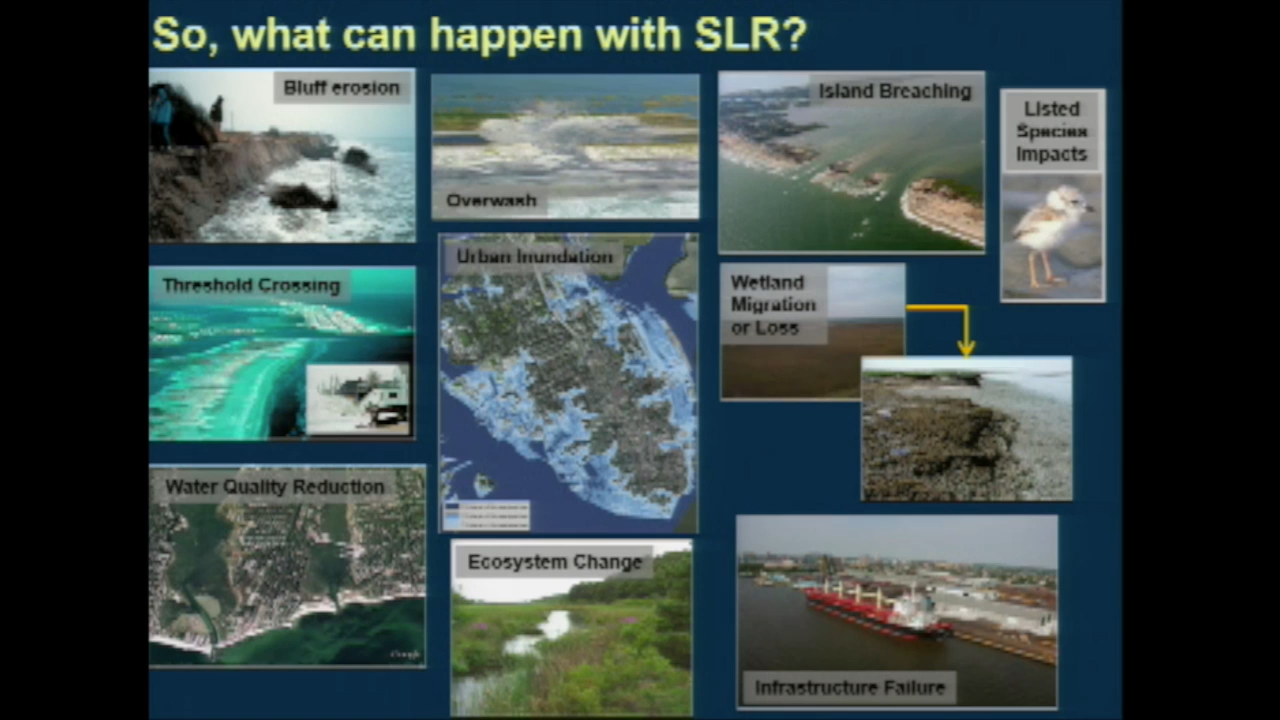 So, what can happen with SLR?
Bluff erosion
Overwash
Island Breaching
Listed
Species
Impacts
Threshold Crossing
Urban Inundation
Wetland
Migration
or Loss
Water Quality Reduction
Google
Ecosystem Change
Infrastructure Failure